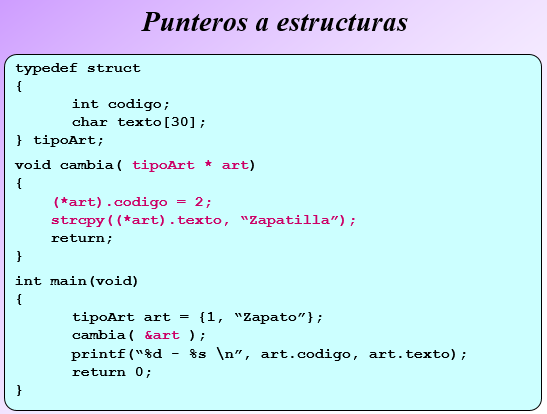 Punteros a estructuras
typedef struct
{
int codigo;
char texto[30];
} tipoArt;
void cambia( tipoArt * art)
{
(*art).codigo = 2;
strcpy((*art).texto, “Zapatilla”);
return;
}
int main(void)
{
tipoArt art = {1, “Zapato”};
cambia( &art );
printf(“%d - %s \n”, art.codigo, art.texto);
return 0;
}